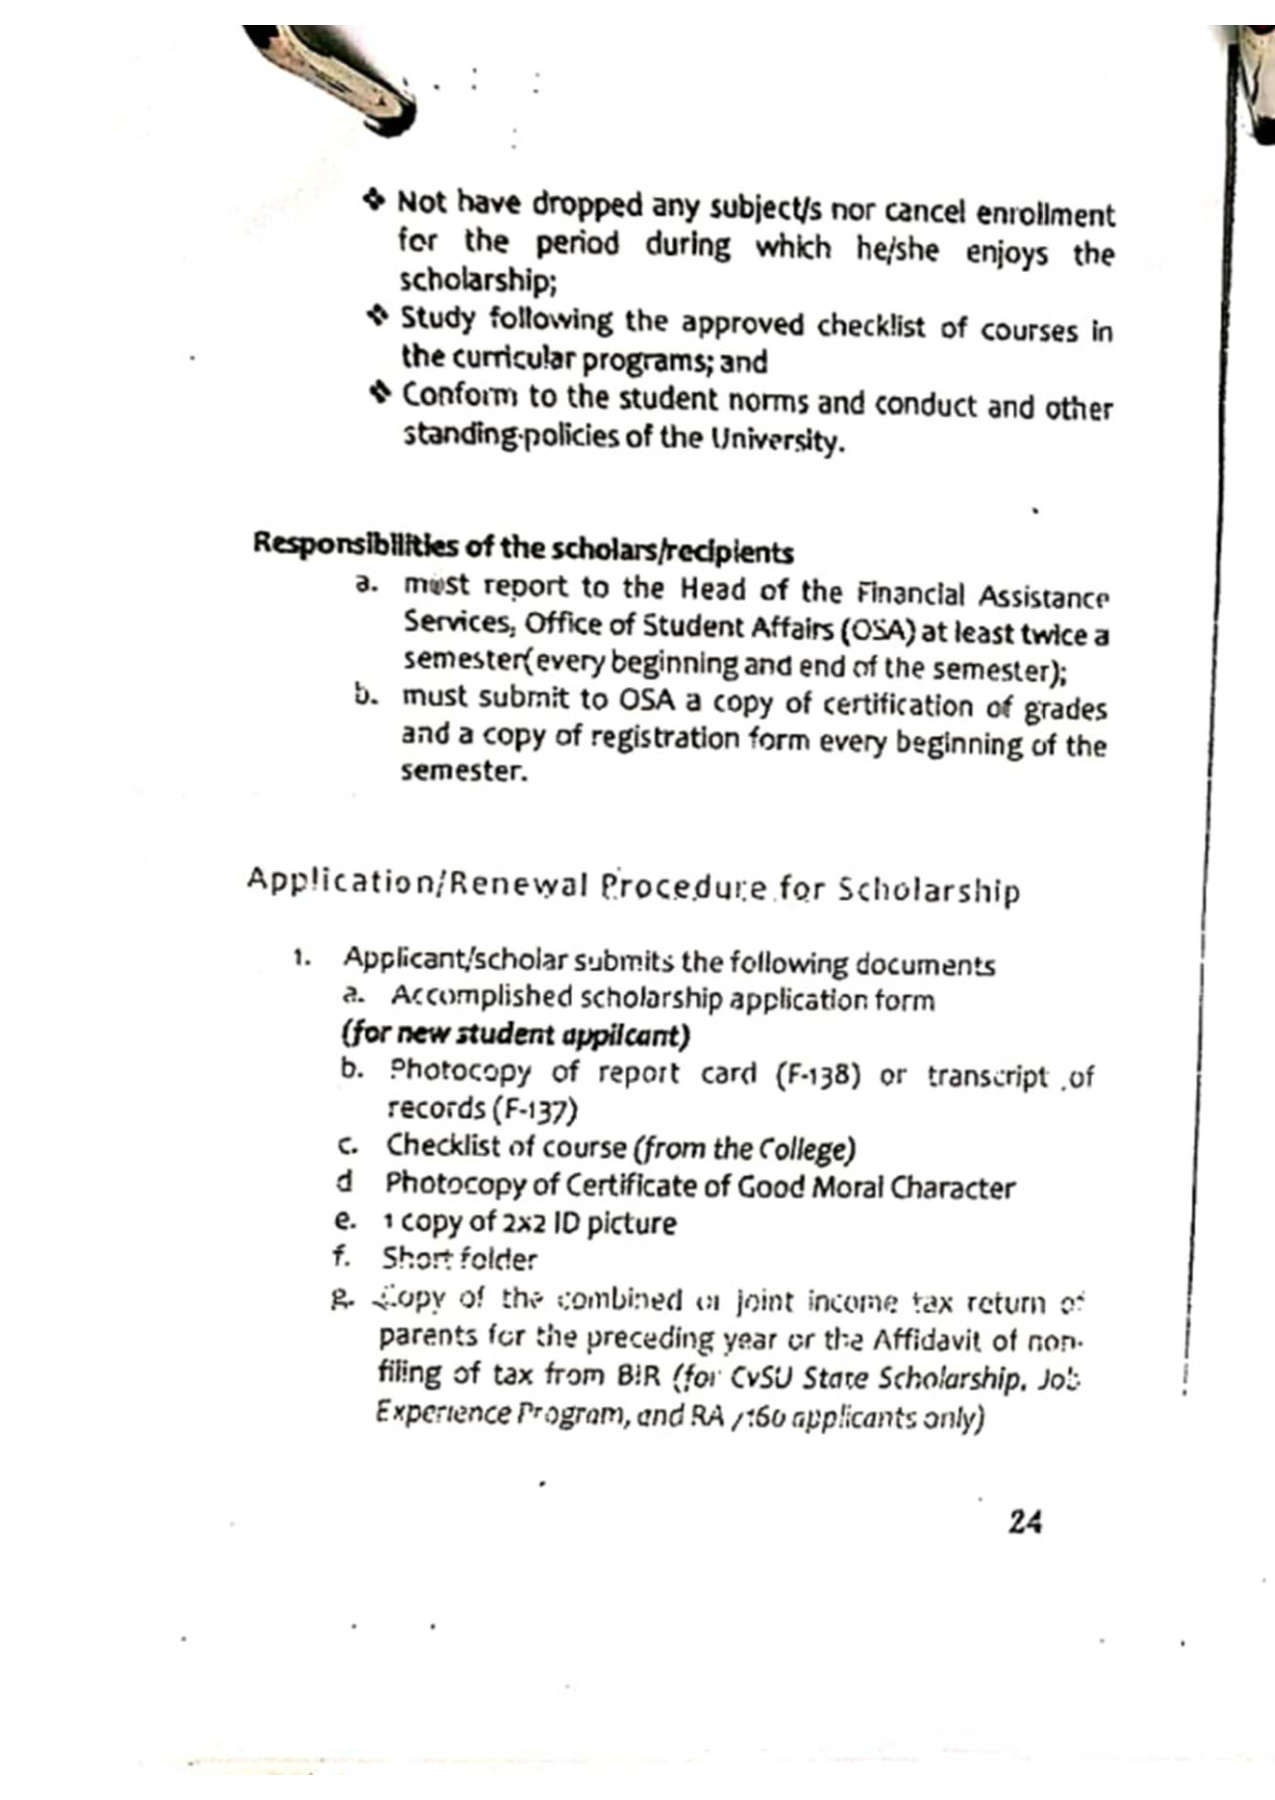 ❖ Not have dropped any subject/s nor cancel enrollment
for the period during which he/she enjoys the
scholarship;
❖ Study following the approved checklist of courses in
the curricular programs; and
❖ Conform to the student norms and conduct and other
standing policies of the University.
Responsibilities of the scholars/recipients
a. must report to the Head of the Financial Assistance
Services, Office of Student Affairs (OSA) at least twice a
semester(every beginning and end of the semester);
b. must submit to OSA a copy of certification of grades
and a copy of registration form every beginning of the
semester.
Application/Renewal Procedure for Scholarship
1. Applicant/scholar submits the following documents
a. Accomplished scholarship application form
(for new student applicant)
b. Photocopy of report card (F-138) or transcript of
records (F-137)
c. Checklist of course (from the College)
d Photocopy of Certificate of Good Moral Character
e. 1 copy of 2x2 ID picture
f. Short folder
g. Copy of the combined or joint income tax return of
parents for the preceding year or the Affidavit of non-
filing of tax from BIR (for CvSU State Scholarship, Job
Experience Program, and RA applicants only)
24